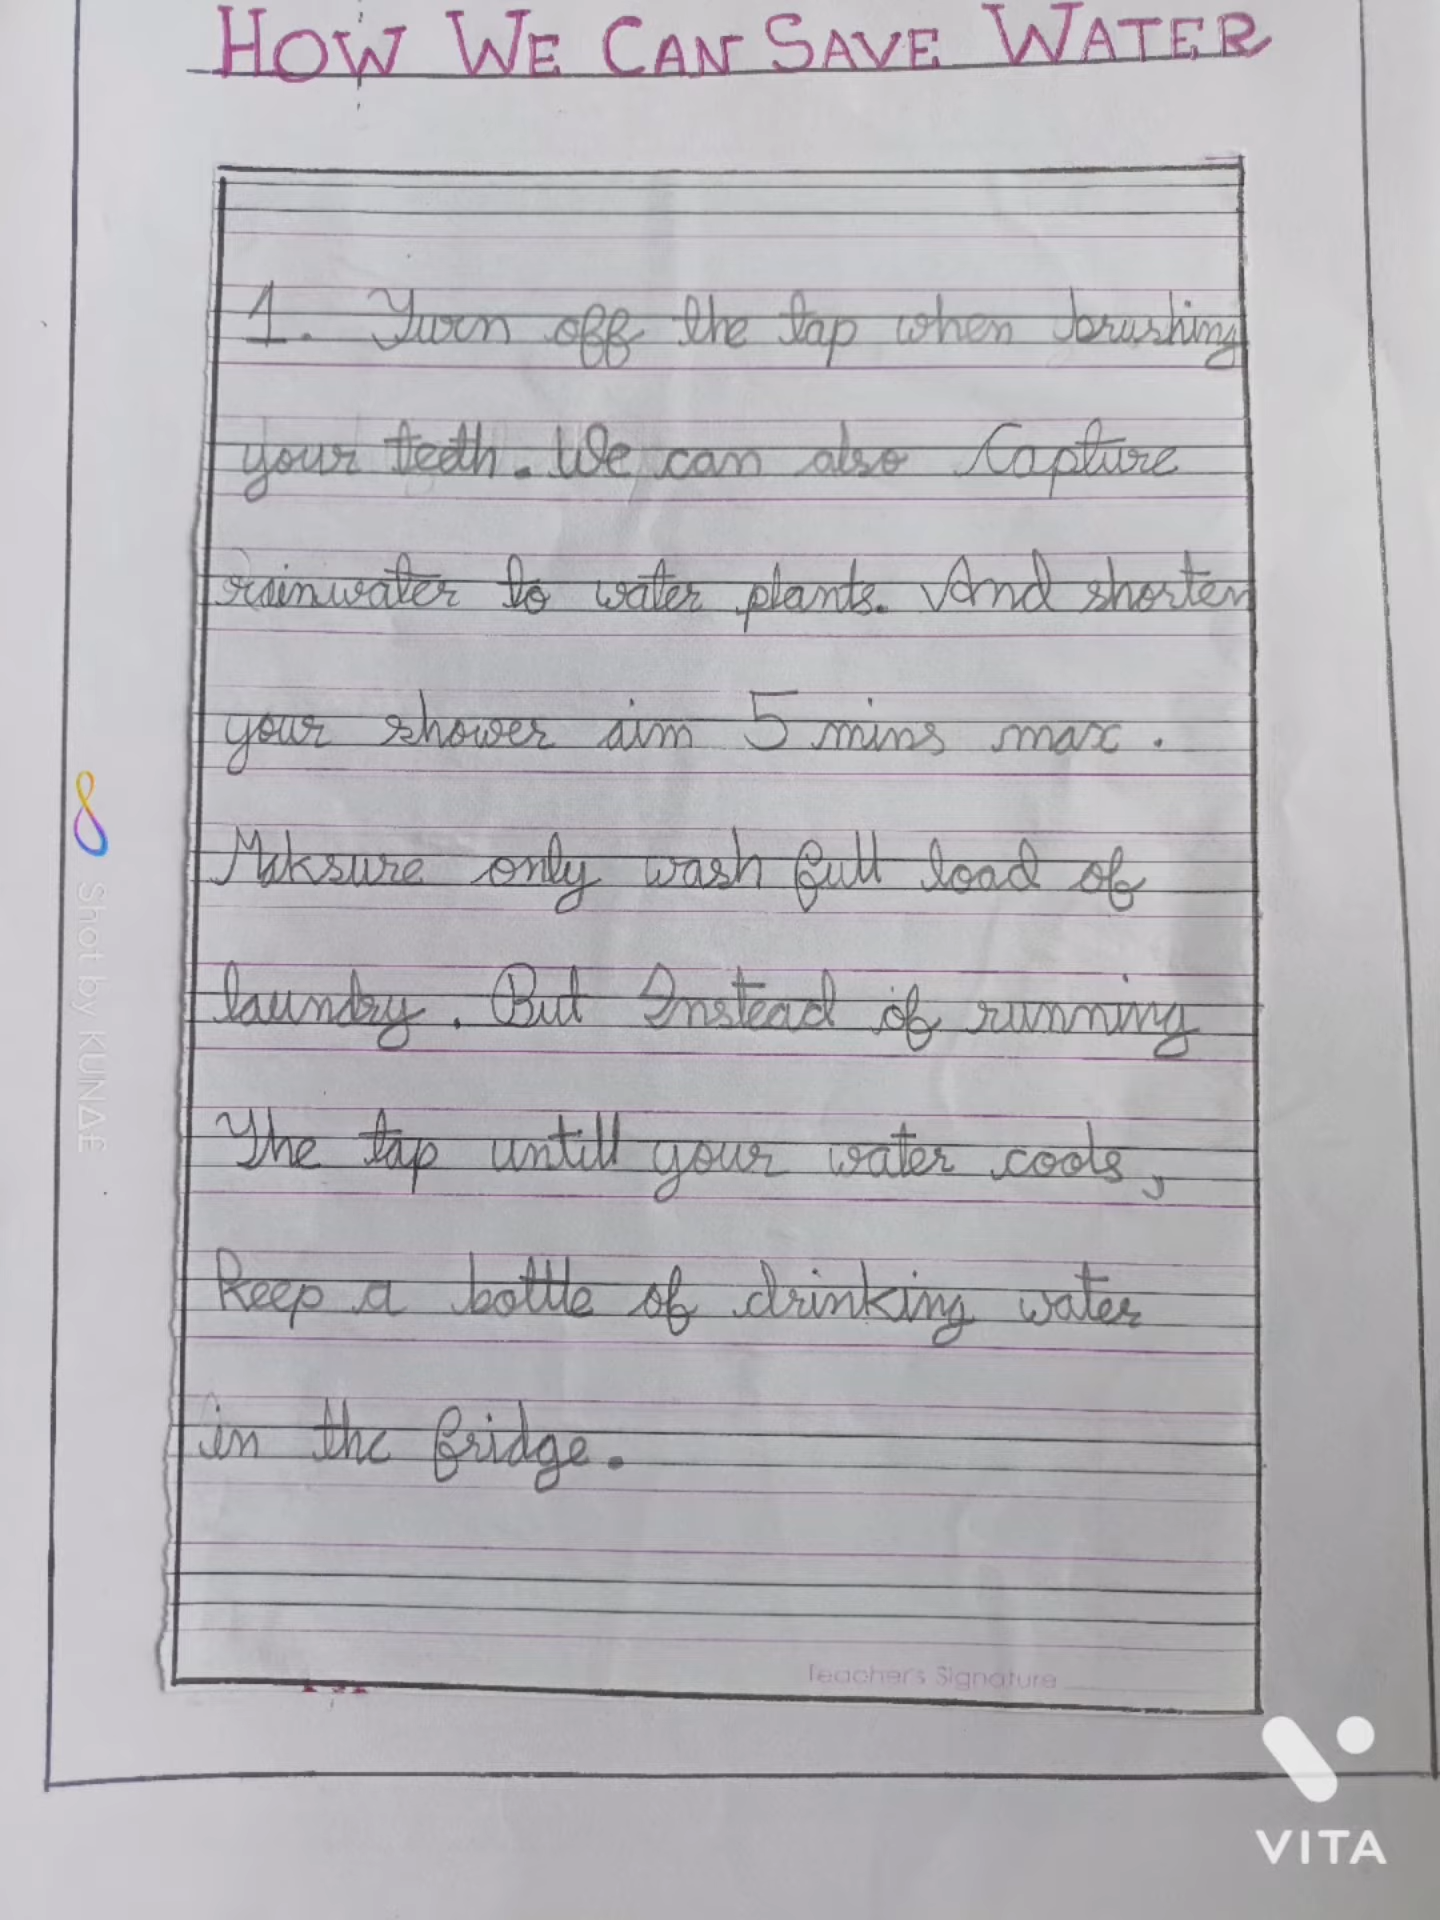 HOW WE CAN SAVE WATER
1. Turn off the tap when brushing
your teeth. We can also Capture
rainwater to water plants. And shorten
your shower aim 5 mins max.
Maksure only wash full load of
laundry. But Instead of running
The tap untill your water cools,
Keep a bottle of drinking water
in the fridge.
Teacher's Signature
Shot by KUNΔ£
VITA